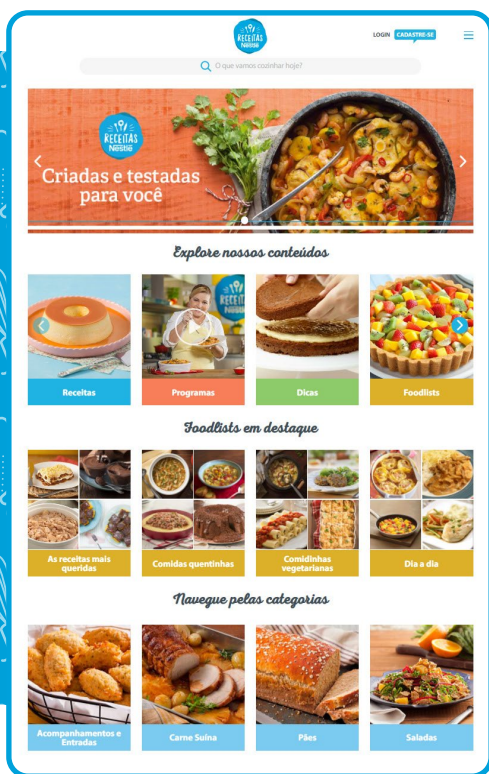 RECEITAS
Nestlé
LOGIN
CADASTRE-SE
O que vamos cozinhar hoje?
RECEITAS
Nestlé
Criadas e testadas
para você
Explore nossos conteúdos
Receitas
Programas
Dicas
Foodlists
Foodlists em destaque
As receitas mais
queridas
Comidas quentinhas
Comidinhas
vegetarianas
Dia a dia
Navegue pelas categorias
Acompanhamentos e
Entradas
Carne Suína
Pães
Saladas